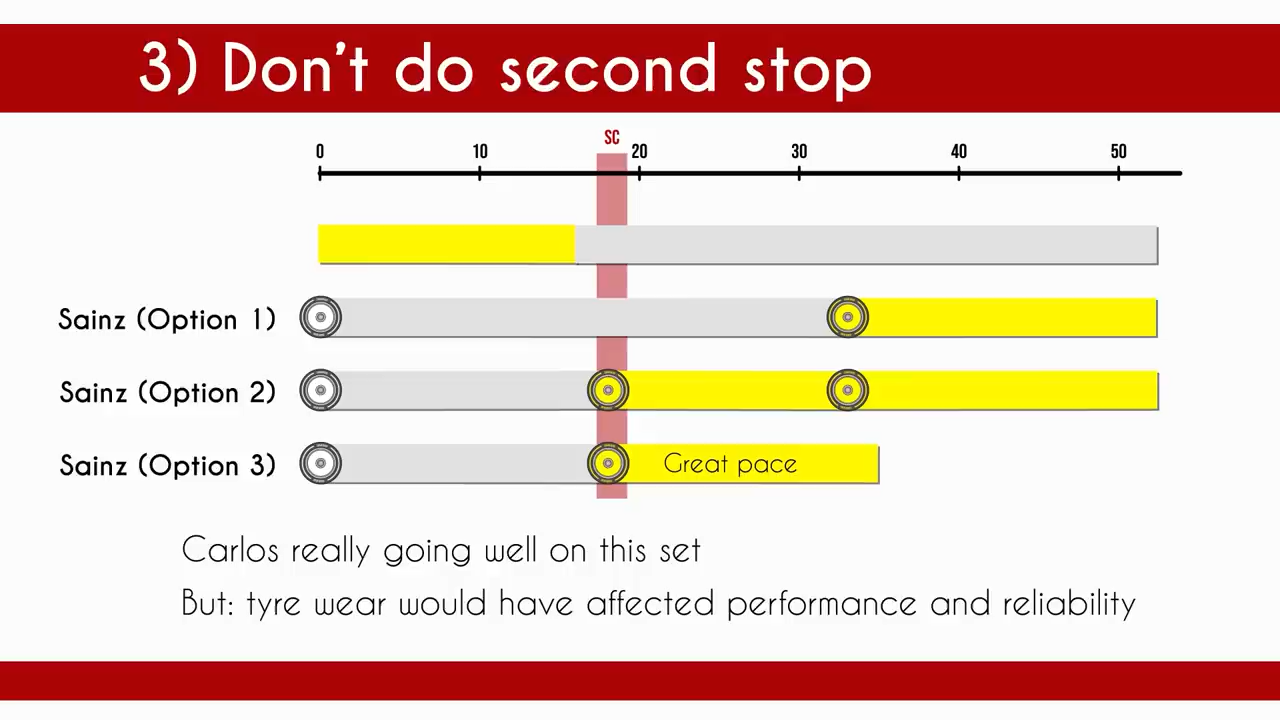 3) Don't do second stop
SC
0 10 20 30 40 50
Sainz (Option 1)
Sainz (Option 2)
Sainz (Option 3)
Great pace
Carlos really going well on this set
But: tyre wear would have affected performance and reliability